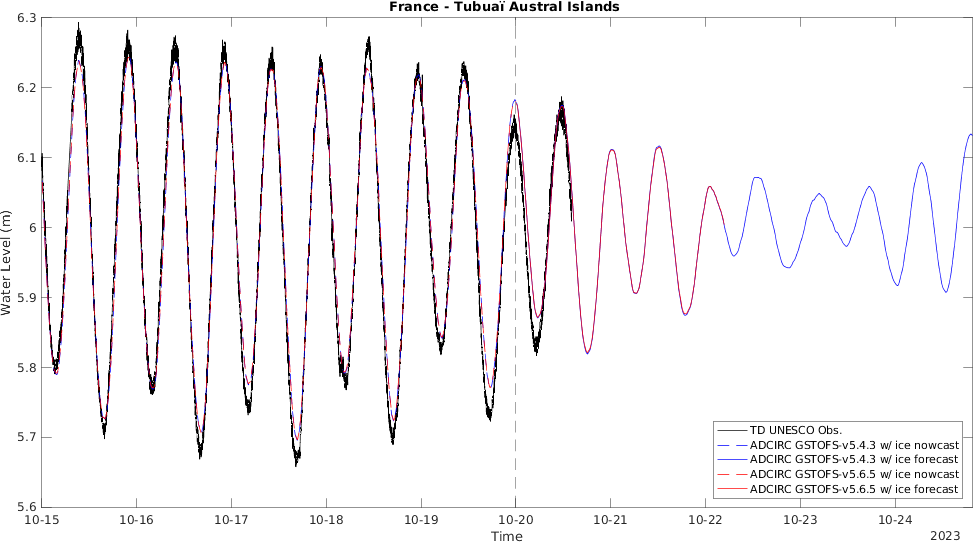 France - Tubuaï Austral Islands
6.3
6.2
6.1
6
5.9
5.8
5.7
5.6
Water Level (m)
10-15 10-16 10-17 10-18 10-19 10-20 10-21 10-22 10-23 10-24
Time
2023
TD UNESCO Obs.
ADCIRC GSTOFS-v5.4.3 w/ ice nowcast
ADCIRC GSTOFS-v5.4.3 w/ ice forecast
ADCIRC GSTOFS-v5.6.5 w/ ice nowcast
ADCIRC GSTOFS-v5.6.5 w/ ice forecast